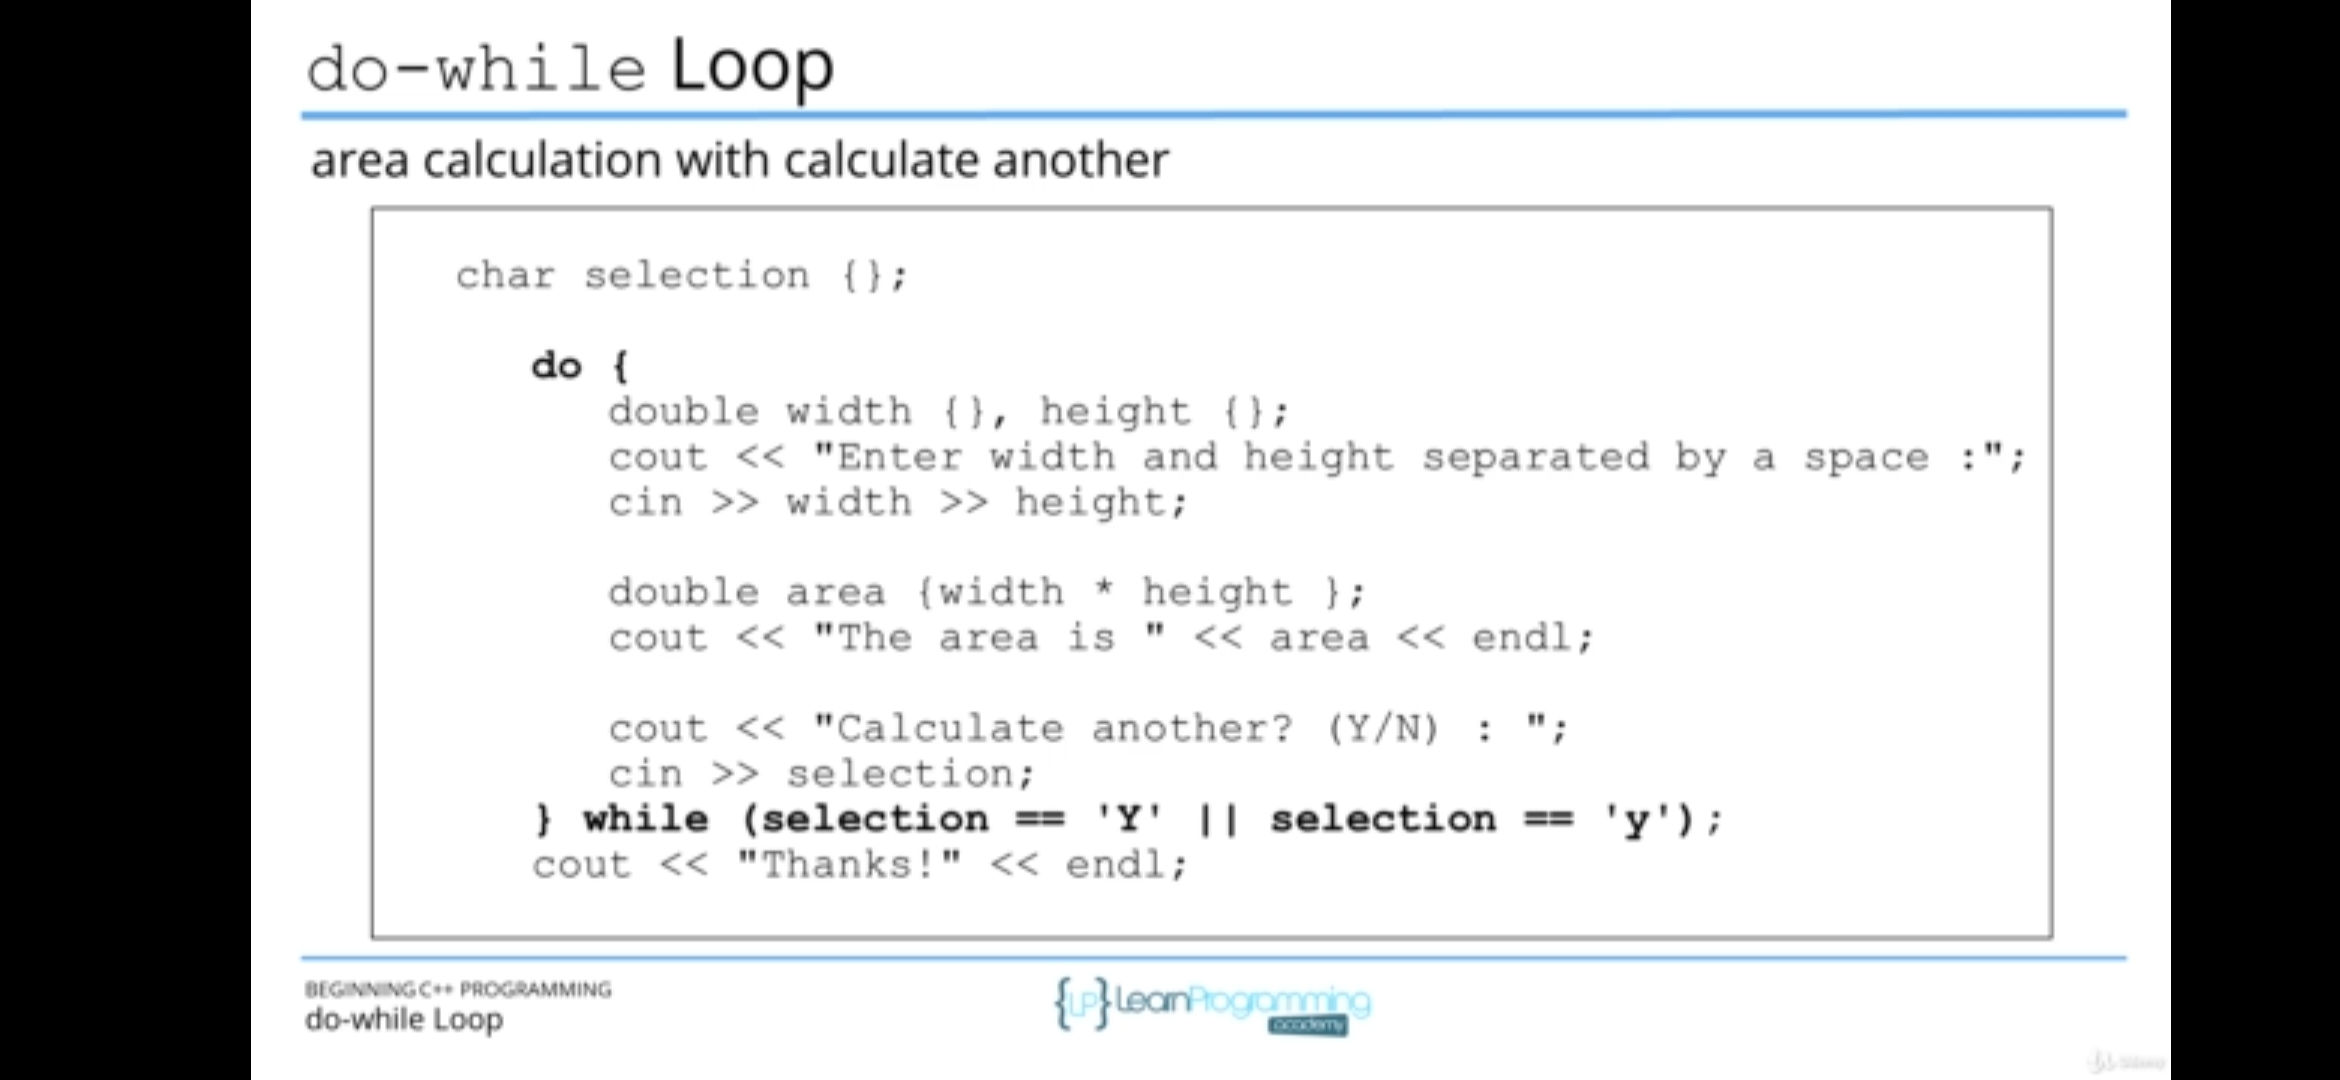 do-while Loop
area calculation with calculate another
char selection {};
do {
double width {}, height {};
cout << "Enter width and height separated by a space :";
cin >> width >> height;
double area {width * height };
cout << "The area is " << area << endl;
cout << "Calculate another? (Y/N) : ";
cin >> selection;
} while (selection == 'Y' || selection == 'y');
cout << "Thanks!" << endl;
BEGINNING C++ PROGRAMMING
do-while Loop
{LP} LearnProgramming
academy
Udemy